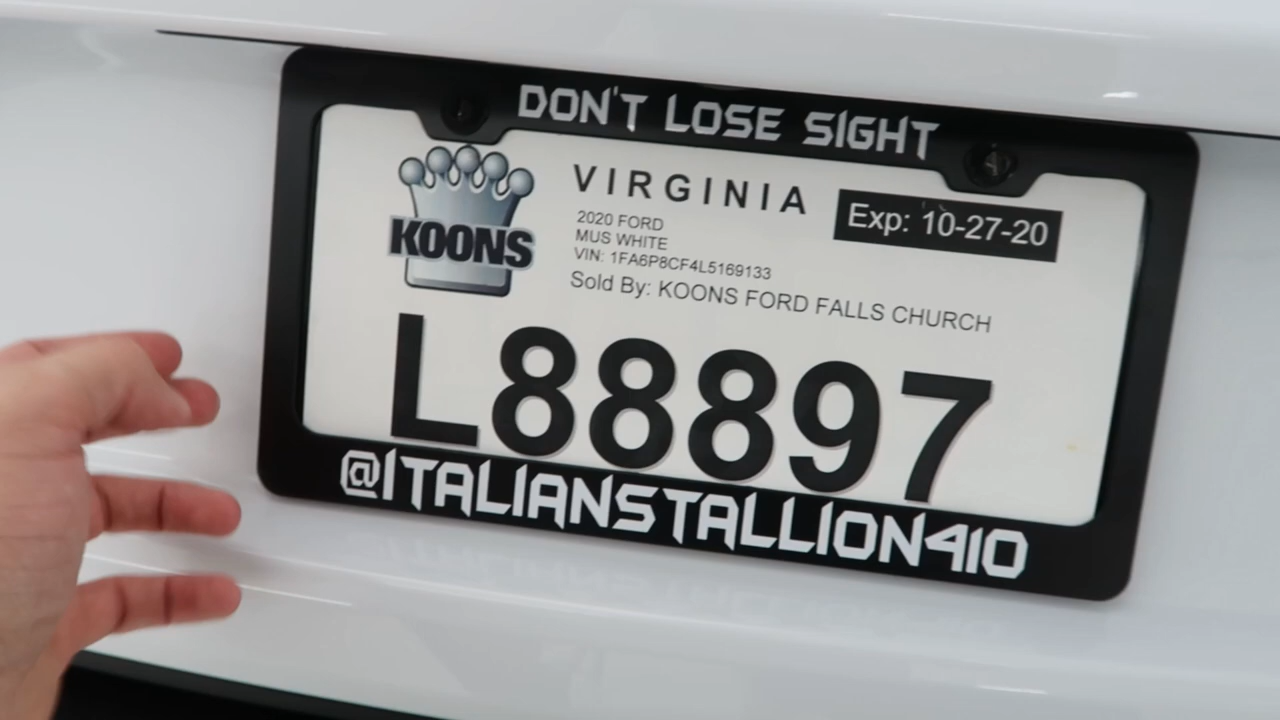 DON'T LOSE SIGHT
KOONS
VIRGINIA
Exp: 10-27-20
2020 FORD
MUS WHITE
VIN: 1FA6P8CF4L5169133
Sold By: KOONS FORD FALLS CHURCH
L88897
@ITALIANSTALLION410